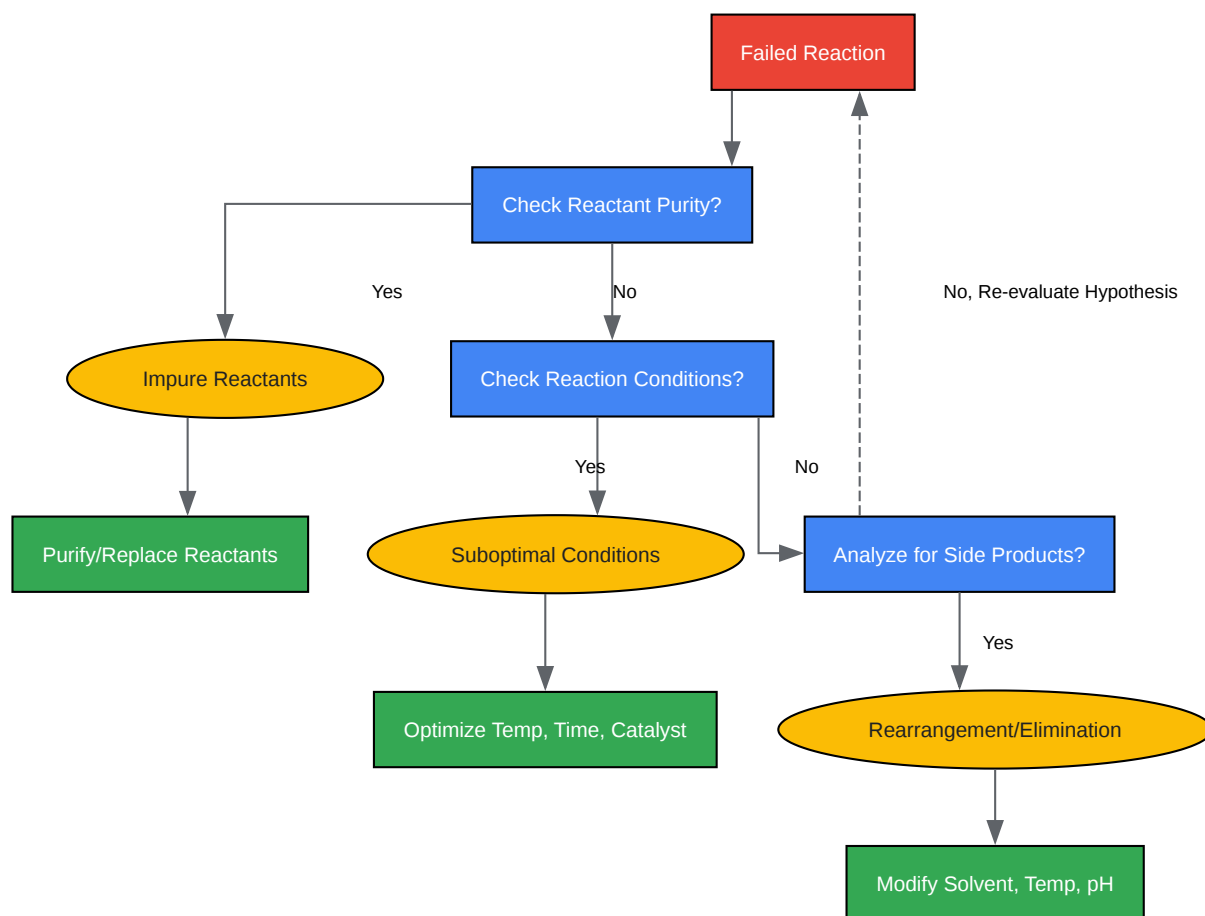 Failed Reaction
Check Reactant Purity?
Yes
No
No, Re-evaluate Hypothesis
Impure Reactants
Check Reaction Conditions?
Yes
No
Purify/Replace Reactants
Suboptimal Conditions
Analyze for Side Products?
Yes
Optimize Temp, Time, Catalyst
Rearrangement/Elimination
Modify Solvent, Temp, pH